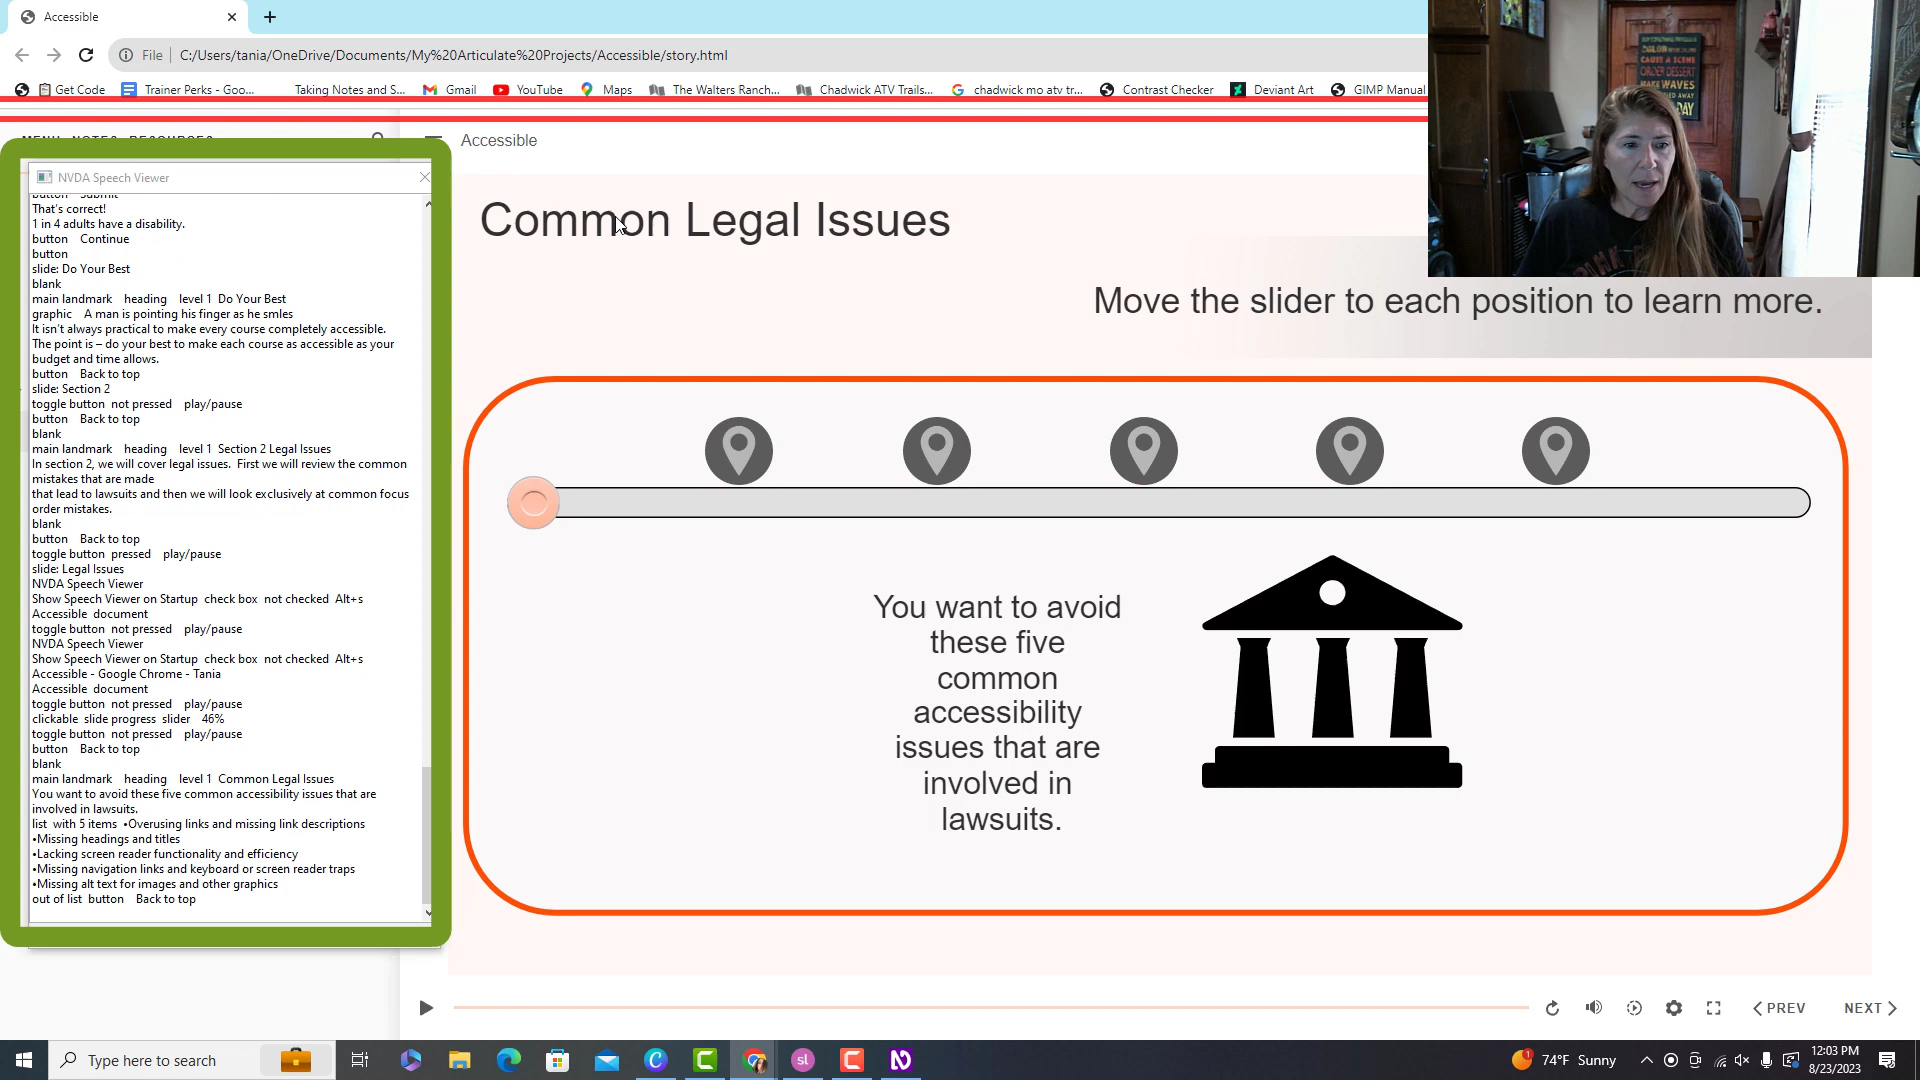 Accessible
File
C:/Users/tania/OneDrive/Documents/My%20Articulate%20Projects/Accessible/story.html
Get Code
Trainer Perks - Goo...
Taking Notes and S...
Gmail
YouTube
Maps
The Walters Ranch...
Chadwick ATV Trails...
chadwick mo atv tr...
Contrast Checker
Deviant Art
GIMP Manual
Accessible
NVDA Speech Viewer
button    Submit
That's correct!
1 in 4 adults have a disability.
button    Continue
button
slide: Do Your Best
blank
main landmark    heading    level 1  Do Your Best
graphic    A man is pointing his finger as he smles
It isn't always practical to make every course completely accessible.
The point is – do your best to make each course as accessible as your
budget and time allows.
button    Back to top
slide: Section 2
toggle button  not pressed    play/pause
button    Back to top
blank
main landmark    heading    level 1  Section 2 Legal Issues
In section 2, we will cover legal issues.  First we will review the common
mistakes that are made
that lead to lawsuits and then we will look exclusively at common focus
order mistakes.
blank
button    Back to top
toggle button  pressed    play/pause
slide: Legal Issues
NVDA Speech Viewer
Show Speech Viewer on Startup  check box  not checked  Alt+s
Accessible  document
toggle button  not pressed    play/pause
NVDA Speech Viewer
Show Speech Viewer on Startup  check box  not checked  Alt+s
Accessible - Google Chrome - Tania
Accessible  document
toggle button  not pressed    play/pause
clickable  slide progress  slider    46%
toggle button  not pressed    play/pause
button    Back to top
blank
main landmark    heading    level 1  Common Legal Issues
You want to avoid these five common accessibility issues that are
involved in lawsuits.
list  with 5 items  •Overusing links and missing link descriptions
•Missing headings and titles
•Lacking screen reader functionality and efficiency
•Missing navigation links and keyboard or screen reader traps
•Missing alt text for images and other graphics
out of list  button    Back to top
Common Legal Issues
Move the slider to each position to learn more.
You want to avoid
these five
common
accessibility
issues that are
involved in
lawsuits.
PREV
NEXT
Type here to search
74°F Sunny
12:03 PM
8/23/2023